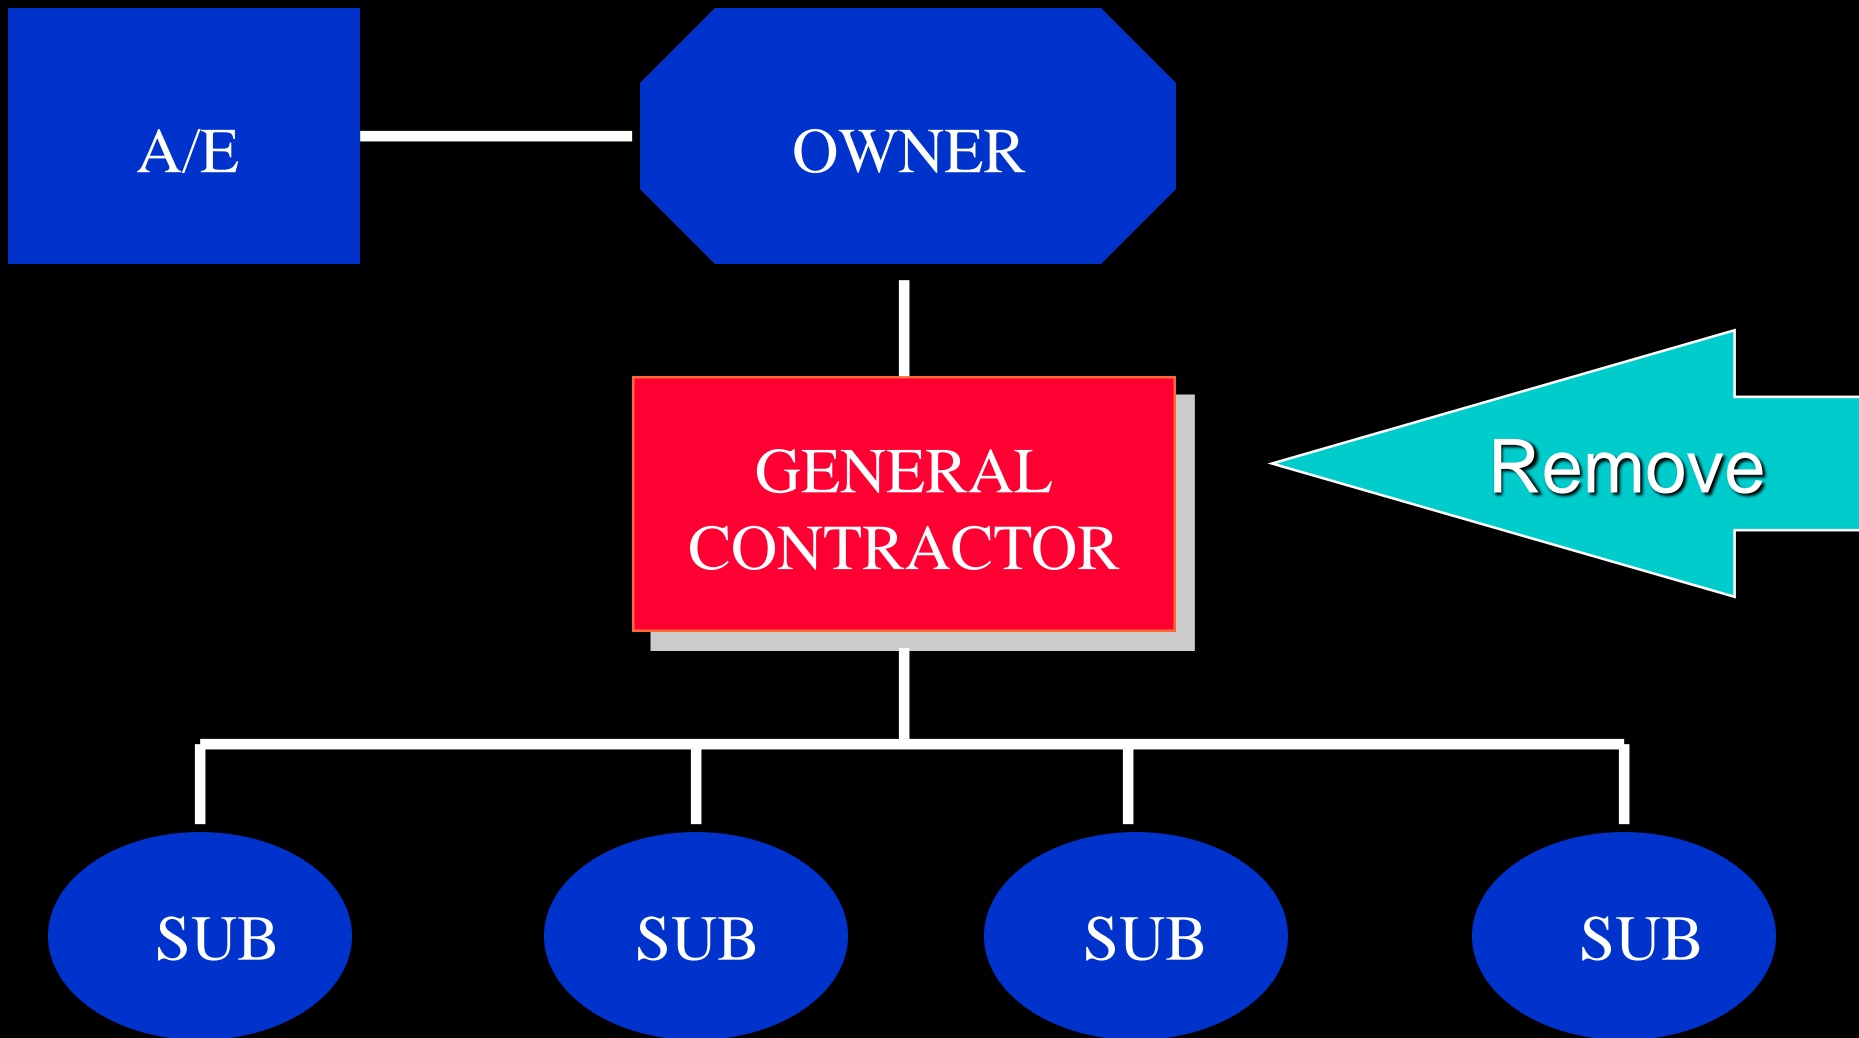 A/E
OWNER
GENERAL
CONTRACTOR
Remove
SUB
SUB
SUB
SUB